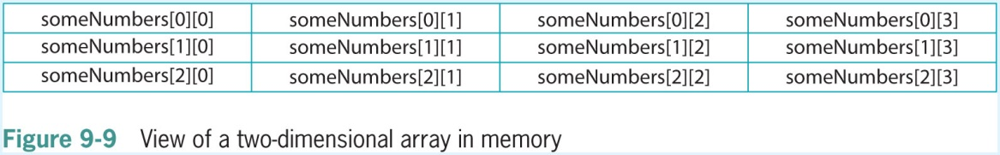 someNumbers[0][0] someNumbers[0][1] someNumbers[0][2] someNumbers[0][3]
someNumbers[1][0] someNumbers[1][1] someNumbers[1][2] someNumbers[1][3]
someNumbers[2][0] someNumbers[2][1] someNumbers[2][2] someNumbers[2][3]
Figure 9-9 View of a two-dimensional array in memory